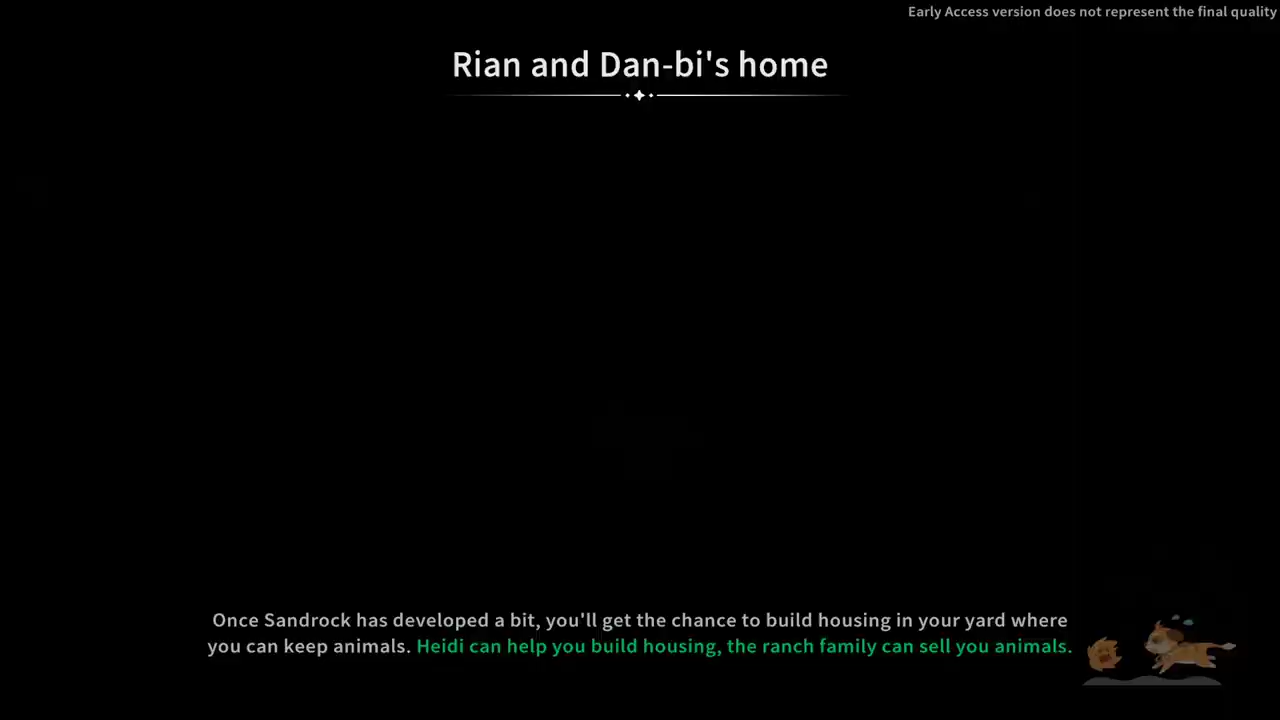 Early Access version does not represent the final quality
Rian and Dan-bi's home
Once Sandrock has developed a bit, you'll get the chance to build housing in your yard where
you can keep animals. Heidi can help you build housing, the ranch family can sell you animals.